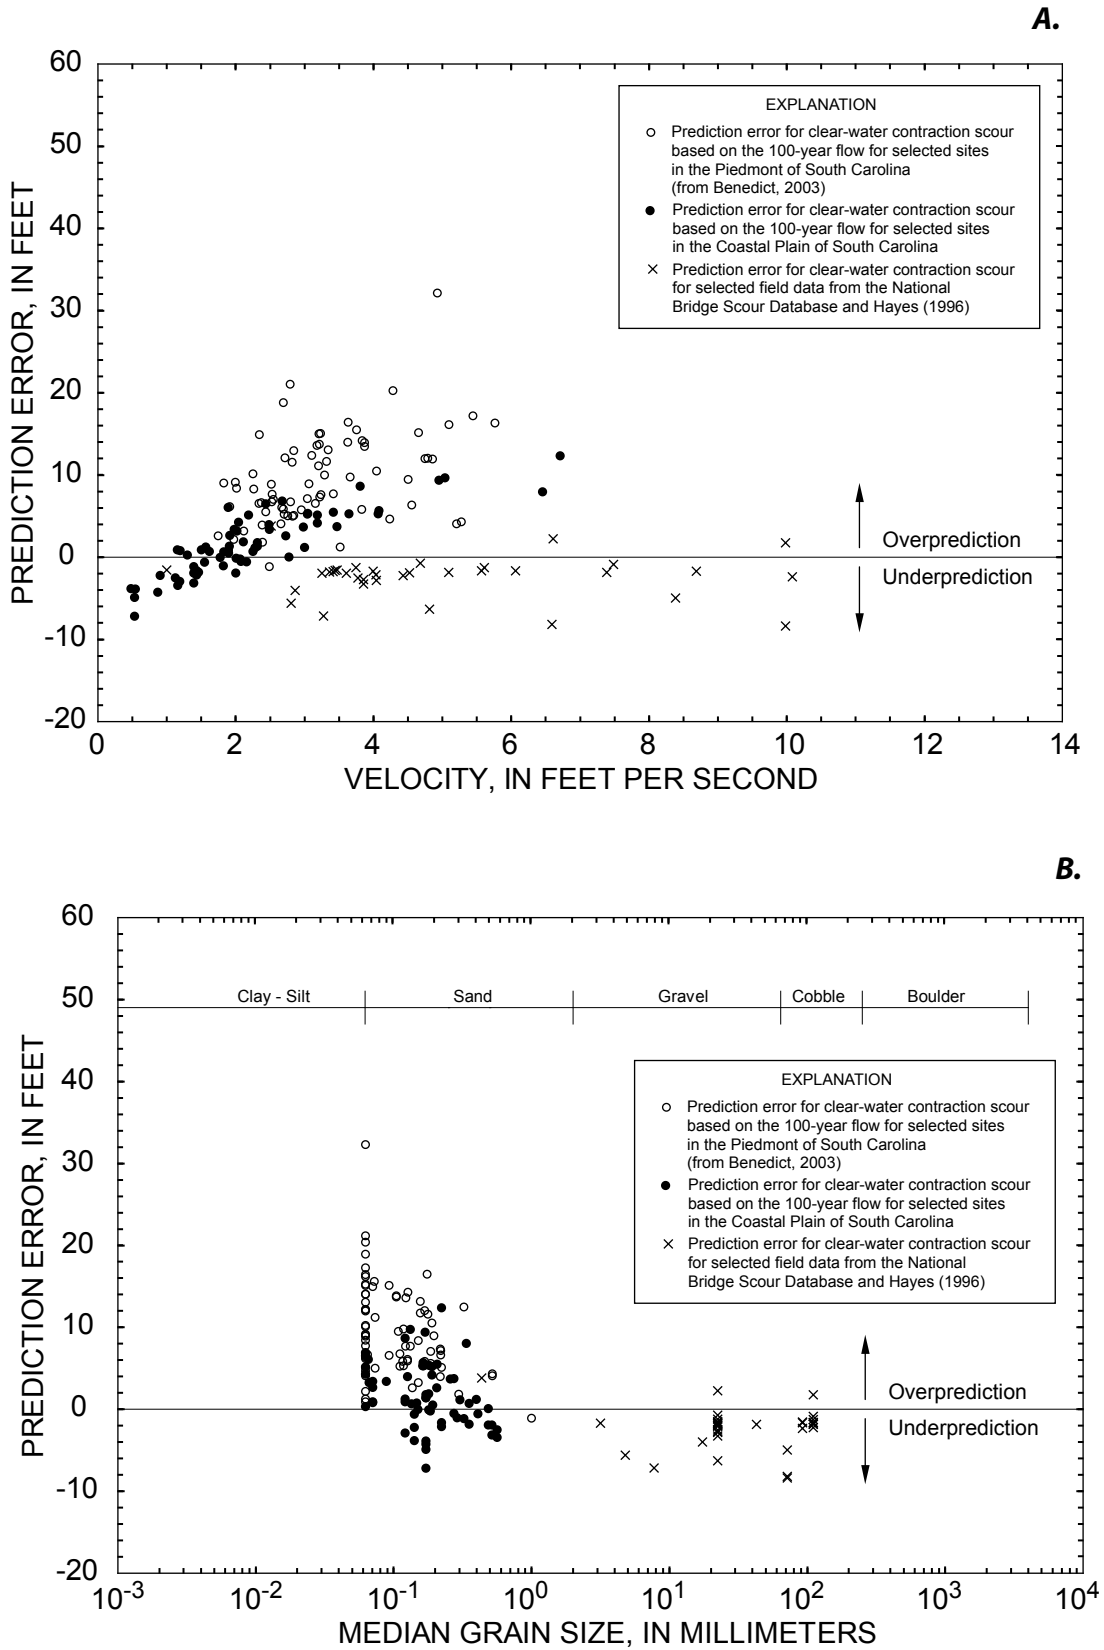 A.
60
50
40
30
20
10
0
-10
-20
PREDICTION ERROR, IN FEET
EXPLANATION
Prediction error for clear-water contraction scour
based on the 100-year flow for selected sites
in the Piedmont of South Carolina
(from Benedict, 2003)
Prediction error for clear-water contraction scour
based on the 100-year flow for selected sites
in the Coastal Plain of South Carolina
Prediction error for clear-water contraction scour
for selected field data from the National
Bridge Scour Database and Hayes (1996)
Overprediction
Underprediction
0 2 4 6 8 10 12 14
VELOCITY, IN FEET PER SECOND
B.
60
50
40
30
20
10
0
-10
-20
PREDICTION ERROR, IN FEET
Clay - Silt Sand Gravel Cobble Boulder
EXPLANATION
Prediction error for clear-water contraction scour
based on the 100-year flow for selected sites
in the Piedmont of South Carolina
(from Benedict, 2003)
Prediction error for clear-water contraction scour
based on the 100-year flow for selected sites
in the Coastal Plain of South Carolina
Prediction error for clear-water contraction scour
for selected field data from the National
Bridge Scour Database and Hayes (1996)
Overprediction
Underprediction
10⁻³ 10⁻² 10⁻¹ 10⁰ 10¹ 10² 10³ 10⁴
MEDIAN GRAIN SIZE, IN MILLIMETERS